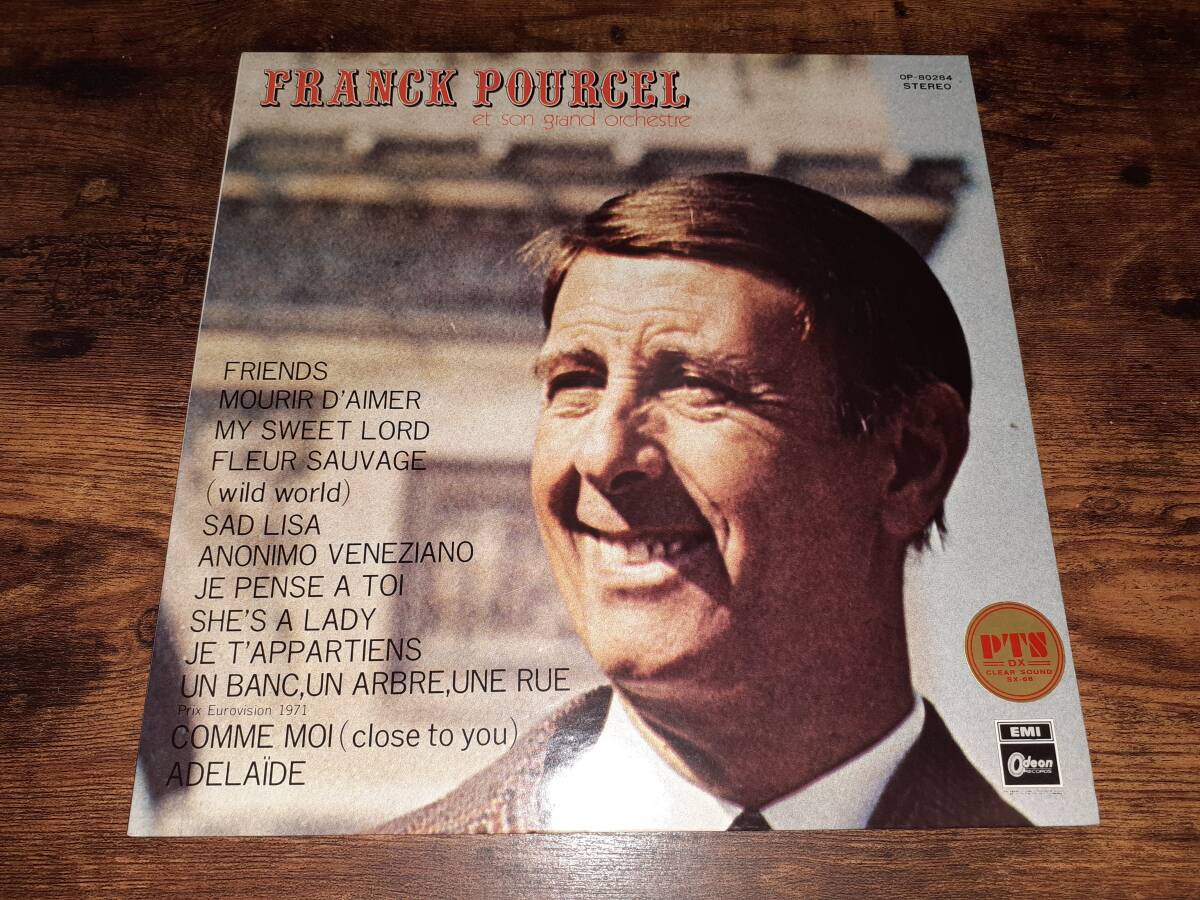 FRANCK POURCEL
et son grand orchestre
OP-80284
STEREO
FRIENDS
MOURIR D'AIMER
MY SWEET LORD
FLEUR SAUVAGE
(wild world)
SAD LISA
ANONIMO VENEZIANO
JE PENSE A TOI
SHE'S A LADY
JE T'APPARTIENS
UN BANC,UN ARBRE,UNE RUE
Prix Eurovision 1971
COMME MOI (close to you)
ADELAÏDE
PTS
DX
CLEAR SOUND
SX-68
EMI
Odeon
RECORDS